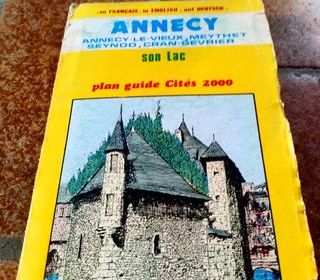 .. en FRANÇAIS . in ENGLISH . auf DEUTSCH ..
ANNECY
ANNECY-LE-VIEUX, MEYTHET
SEYNOD, CRAN-GEVRIER
son Lac
plan guide Cités 2000